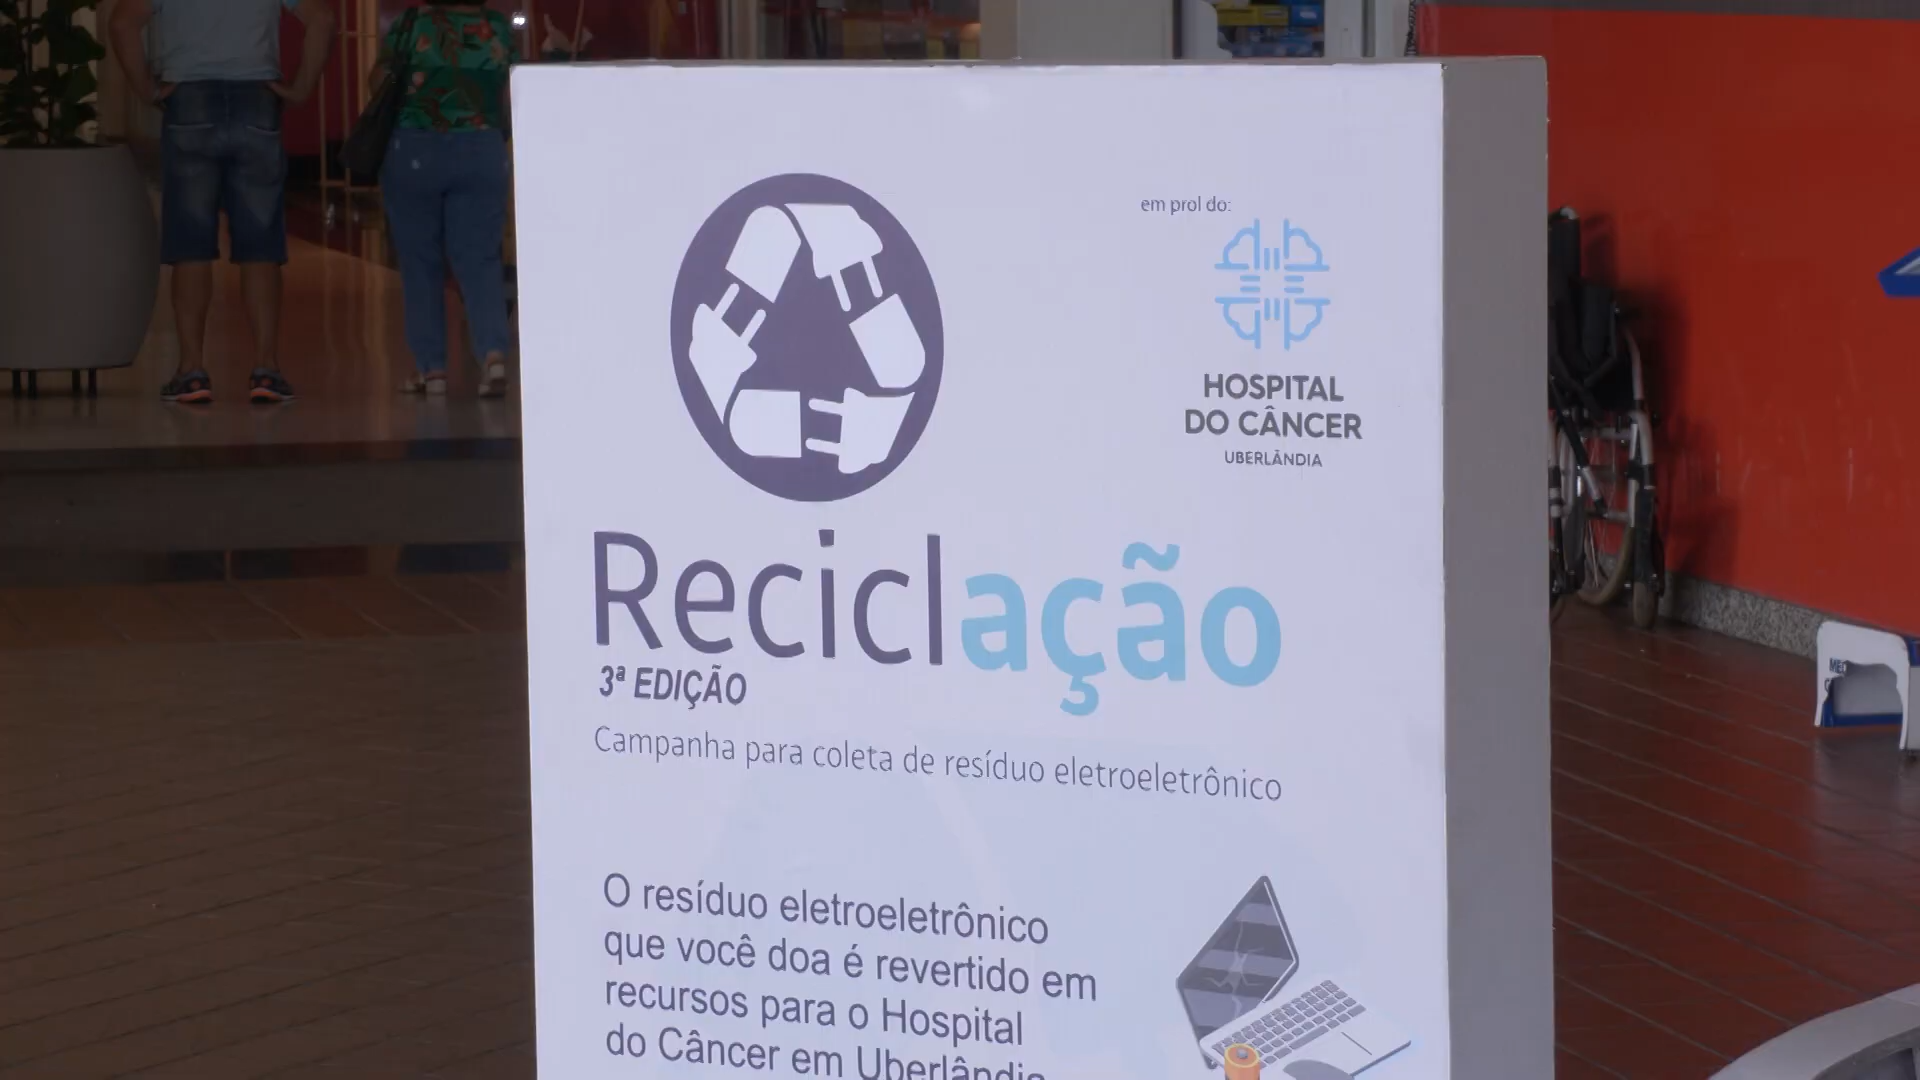 em prol do:
HOSPITAL
DO CÂNCER
UBERLÂNDIA
Reciclação
3ª EDIÇÃO
Campanha para coleta de resíduo eletroeletrônico
O resíduo eletroeletrônico
que você doa é revertido em
recursos para o Hospital
do Câncer em Uberlândia